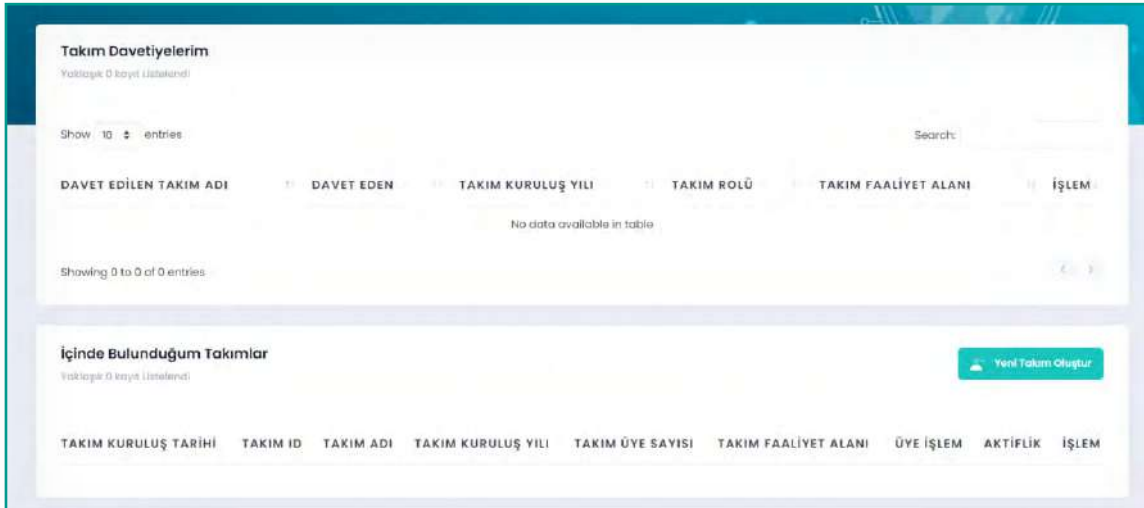 Takım Davetiyelerim
Yaklaşık 0 kayıt Listelendi
Show 10 entries
Search:
DAVET EDİLEN TAKIM ADI DAVET EDEN TAKIM KURULUŞ YILI TAKIM ROLÜ TAKIM FAALİYET ALANI İŞLEM
No data available in table
Showing 0 to 0 of 0 entries
İçinde Bulunduğum Takımlar
Yeni Takım Oluştur
Yaklaşık 0 kayıt Listelendi
TAKIM KURULUŞ TARİHİ TAKIM ID TAKIM ADI TAKIM KURULUŞ YILI TAKIM ÜYE SAYISI TAKIM FAALİYET ALANI ÜYE İŞLEM AKTİFLİK İŞLEM